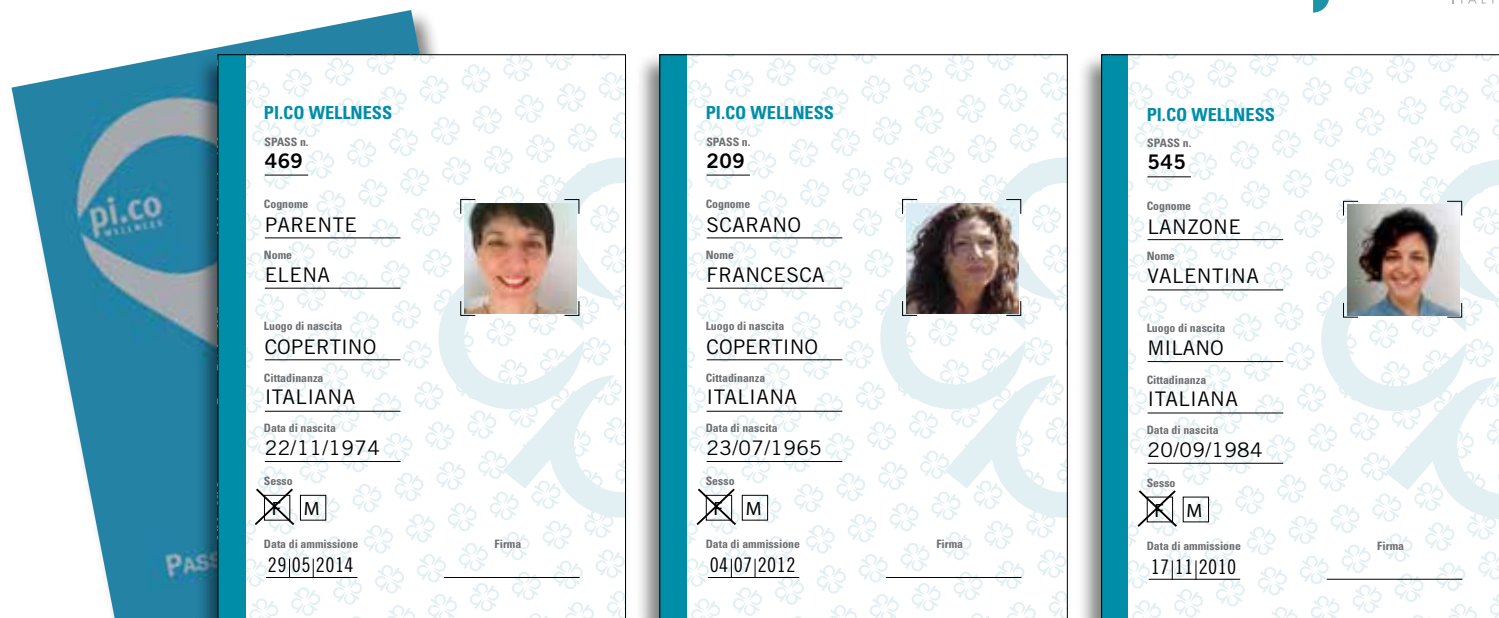 ITALI
pi.co
WELLNESS
PASS
PI.CO WELLNESS
SPASS n.
469
Cognome
PARENTE
Nome
ELENA
Luogo di nascita
COPERTINO
Cittadinanza
ITALIANA
Data di nascita
22/11/1974
Sesso
F M
Data di ammissione
29|05|2014
Firma
PI.CO WELLNESS
SPASS n.
209
Cognome
SCARANO
Nome
FRANCESCA
Luogo di nascita
COPERTINO
Cittadinanza
ITALIANA
Data di nascita
23/07/1965
Sesso
F M
Data di ammissione
04|07|2012
Firma
PI.CO WELLNESS
SPASS n.
545
Cognome
LANZONE
Nome
VALENTINA
Luogo di nascita
MILANO
Cittadinanza
ITALIANA
Data di nascita
20/09/1984
Sesso
F M
Data di ammissione
17|11|2010
Firma